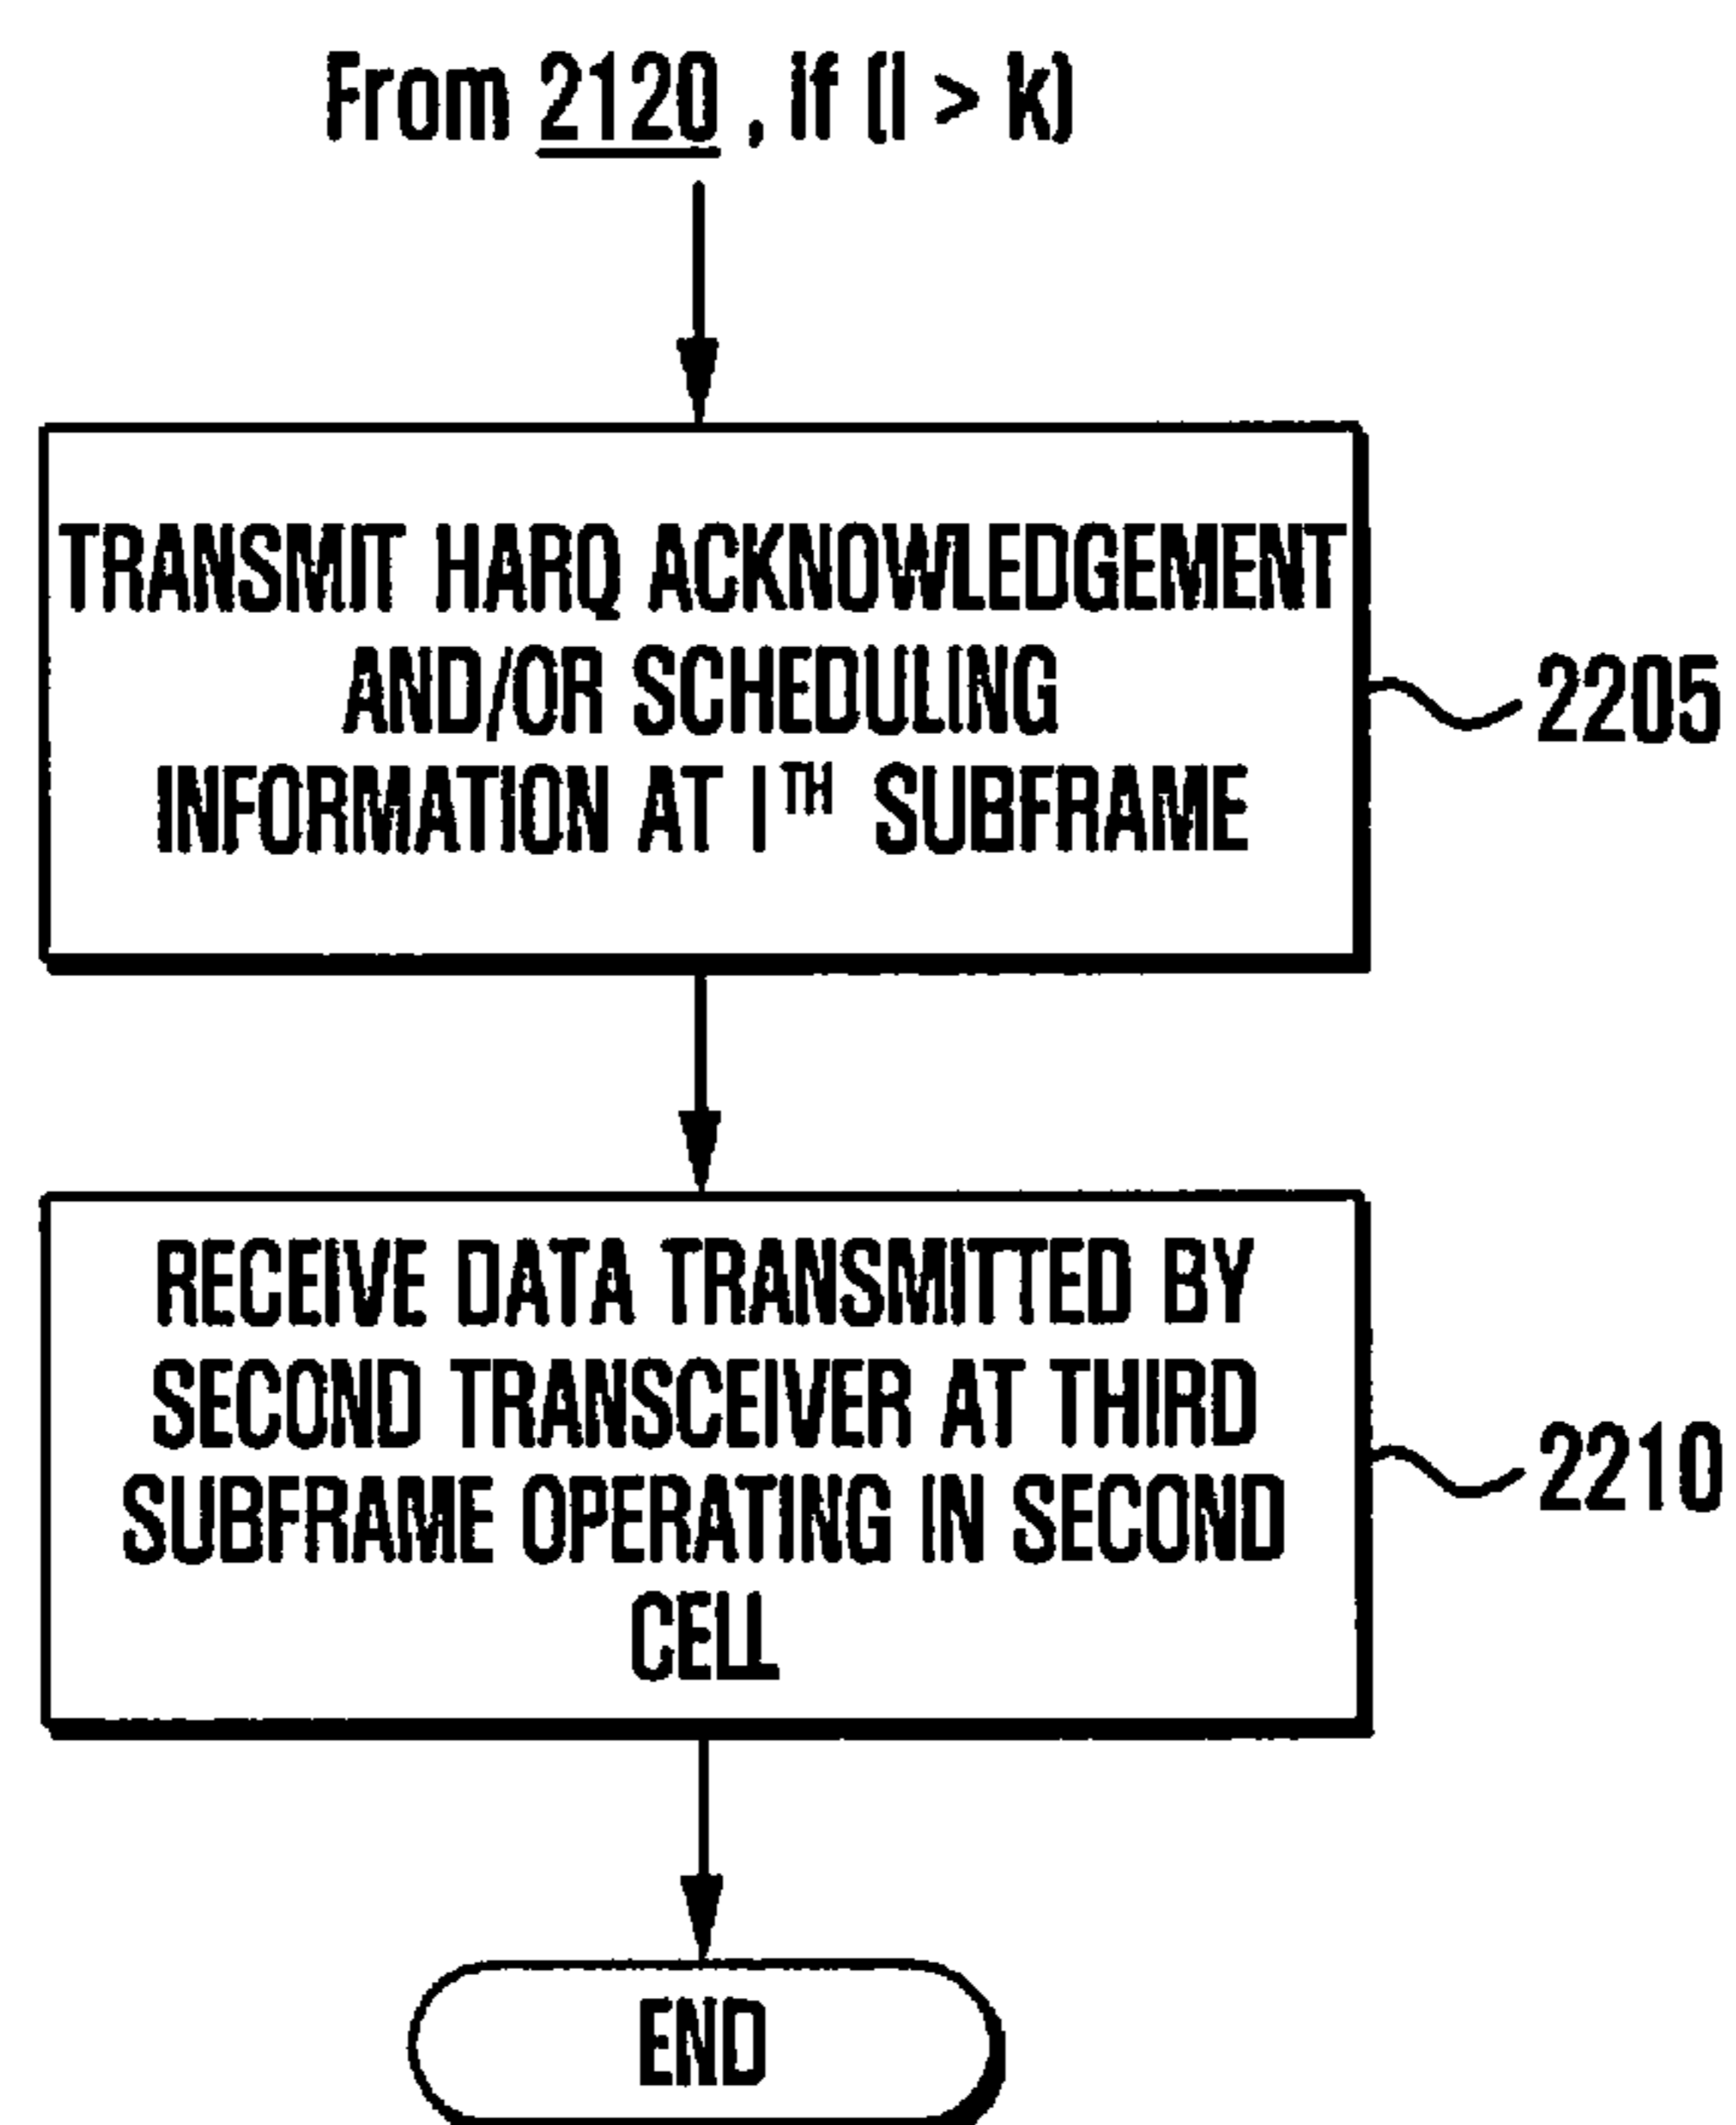 From 2120, if (l > k)
TRANSMIT HARQ ACKNOWLEDGEMENT
AND/OR SCHEDULING
INFORMATION AT lTH SUBFRAME
2205
RECEIVE DATA TRANSMITTED BY
SECOND TRANSCEIVER AT THIRD
SUBFRAME OPERATING IN SECOND
CELL
2210
END